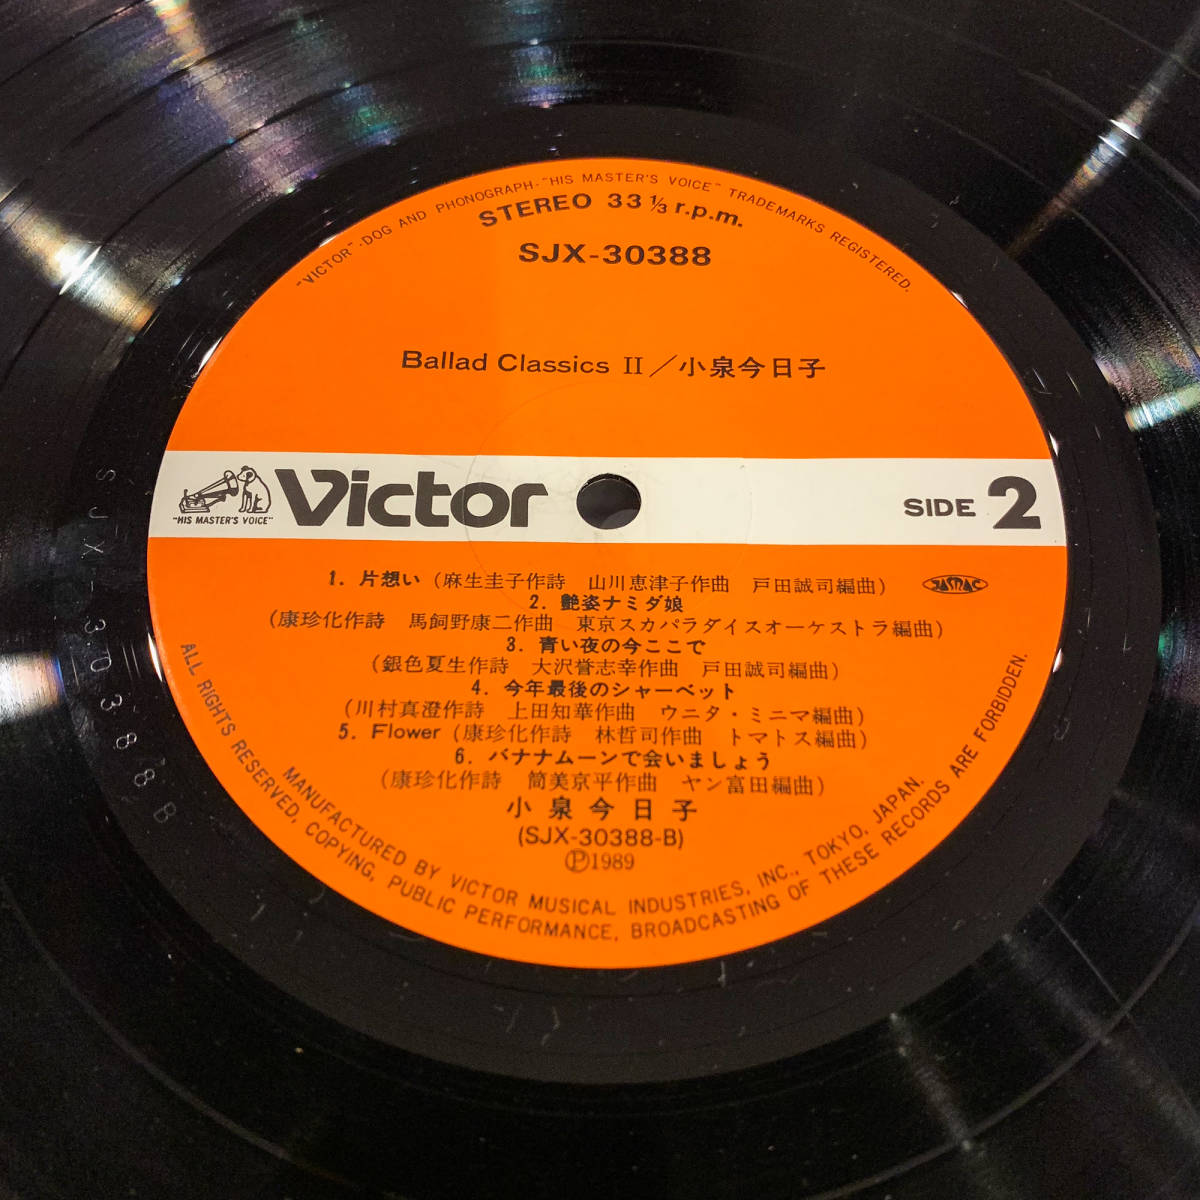 "VICTOR"-DOG AND PHONOGRAPH-"HIS MASTER'S VOICE" TRADEMARKS REGISTERED.
STEREO 33 1/3 r.p.m.
SJX-30388
Ballad Classics II／小泉今日子
"HIS MASTER'S VOICE"
Victor
SIDE 2
1. 片想い（麻生圭子作詩　山川恵津子作曲　戸田誠司編曲）
JASRAC
2. 艶姿ナミダ娘
（康珍化作詩　馬飼野康二作曲　東京スカパラダイスオーケストラ編曲）
3. 青い夜の今ここで
（銀色夏生作詩　大沢誉志幸作曲　戸田誠司編曲）
4. 今年最後のシャーベット
（川村真澄作詩　上田知華作曲　ウニタ・ミニマ編曲）
5. Flower（康珍化作詩　林哲司作曲　トマトス編曲）
6. バナナムーンで会いましょう
（康珍化作詩　筒美京平作曲　ヤン富田編曲）
小泉今日子
(SJX-30388-B)
Ⓟ1989
MANUFACTURED BY VICTOR MUSICAL INDUSTRIES, INC., TOKYO, JAPAN.
ALL RIGHTS RESERVED, COPYING, PUBLIC PERFORMANCE, BROADCASTING OF THESE RECORDS ARE FORBIDDEN.
SJX-30388B